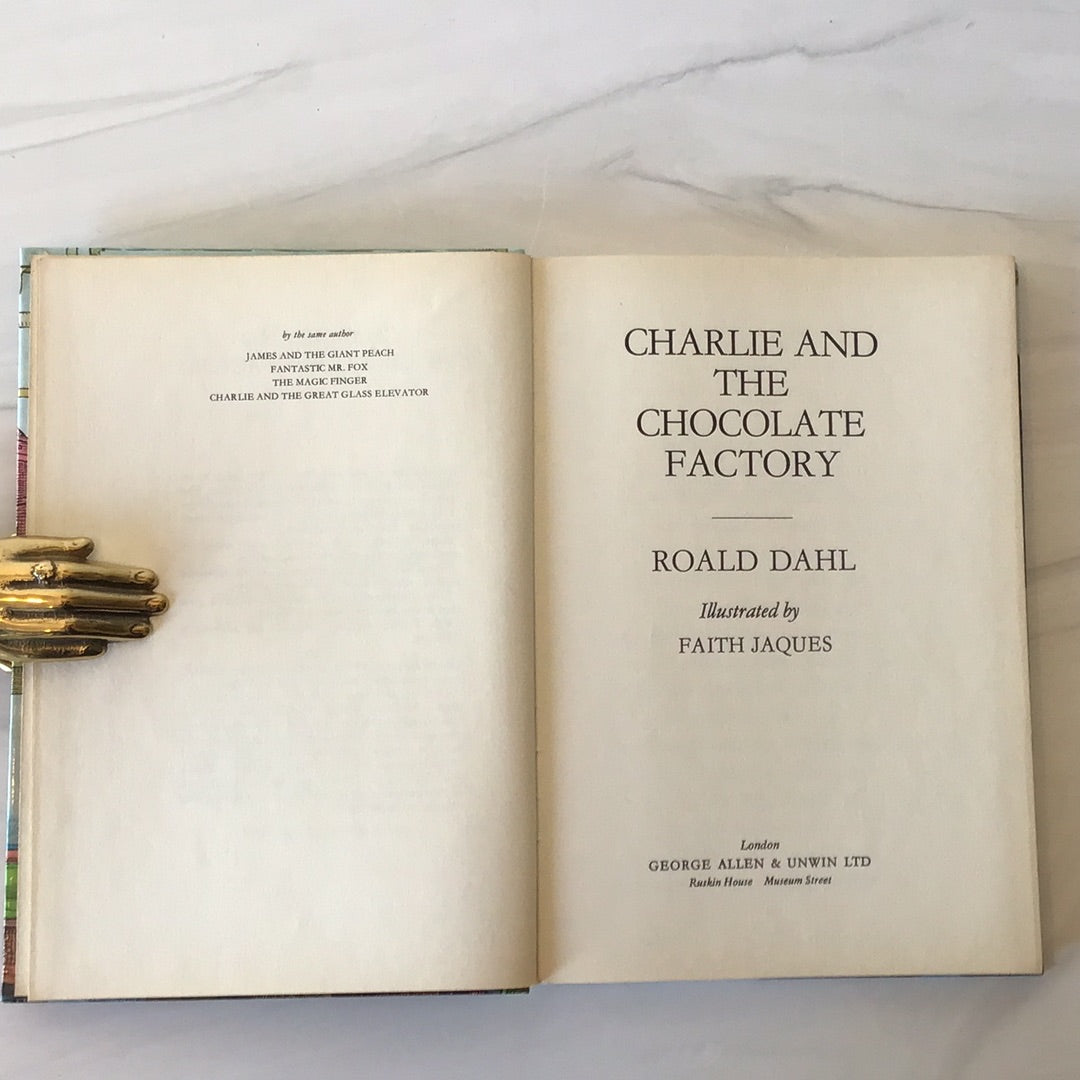 by the same author
JAMES AND THE GIANT PEACH
FANTASTIC MR. FOX
THE MAGIC FINGER
CHARLIE AND THE GREAT GLASS ELEVATOR
CHARLIE AND
THE
CHOCOLATE
FACTORY
ROALD DAHL
Illustrated by
FAITH JAQUES
London
GEORGE ALLEN & UNWIN LTD
Ruskin House Museum Street